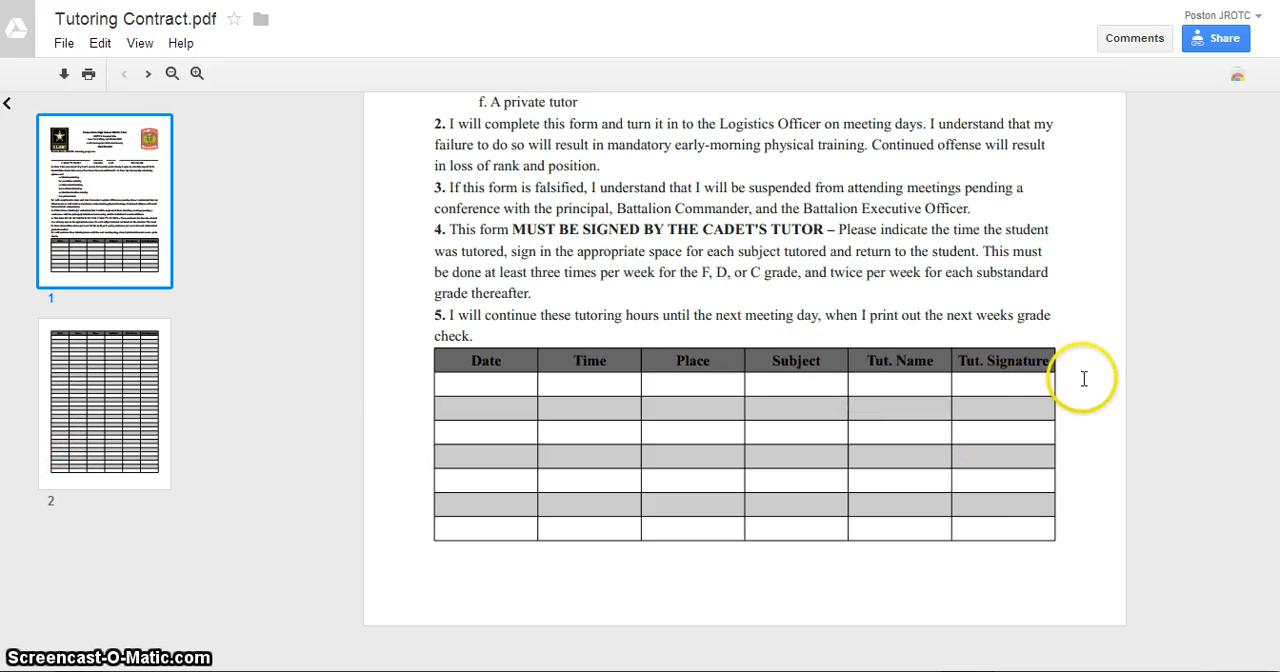 Tutoring Contract.pdf
Poston JROTC
File Edit View Help
Comments
Share
f. A private tutor
2. I will complete this form and turn it in to the Logistics Officer on meeting days. I understand that my
failure to do so will result in mandatory early-morning physical training. Continued offense will result
in loss of rank and position.
3. If this form is falsified, I understand that I will be suspended from attending meetings pending a
conference with the principal, Battalion Commander, and the Battalion Executive Officer.
4. This form MUST BE SIGNED BY THE CADET'S TUTOR – Please indicate the time the student
was tutored, sign in the appropriate space for each subject tutored and return to the student. This must
be done at least three times per week for the F, D, or C grade, and twice per week for each substandard
grade thereafter.
5. I will continue these tutoring hours until the next meeting day, when I print out the next weeks grade
check.
Date Time Place Subject Tut. Name Tut. Signature
1
2
Screencast-O-Matic.com